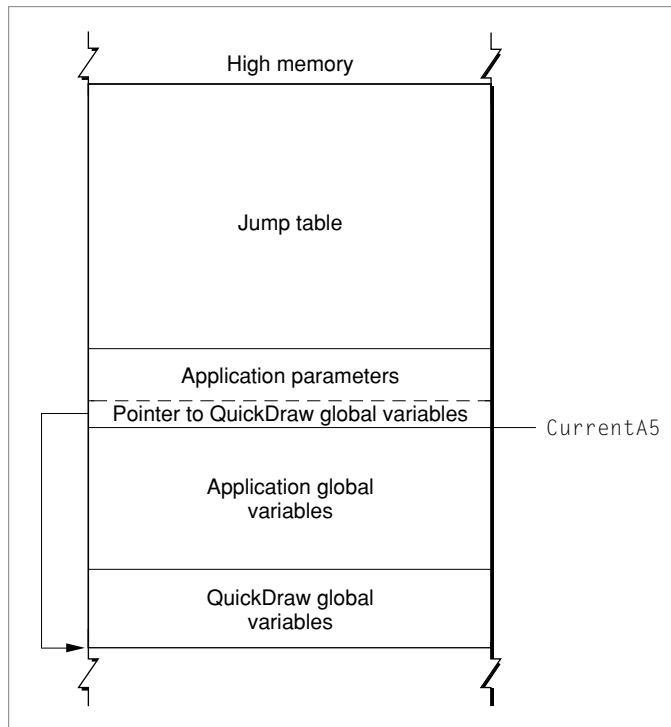 High memory
Jump table
Application parameters
Pointer to QuickDraw global variables
CurrentA5
Application global
variables
QuickDraw global
variables